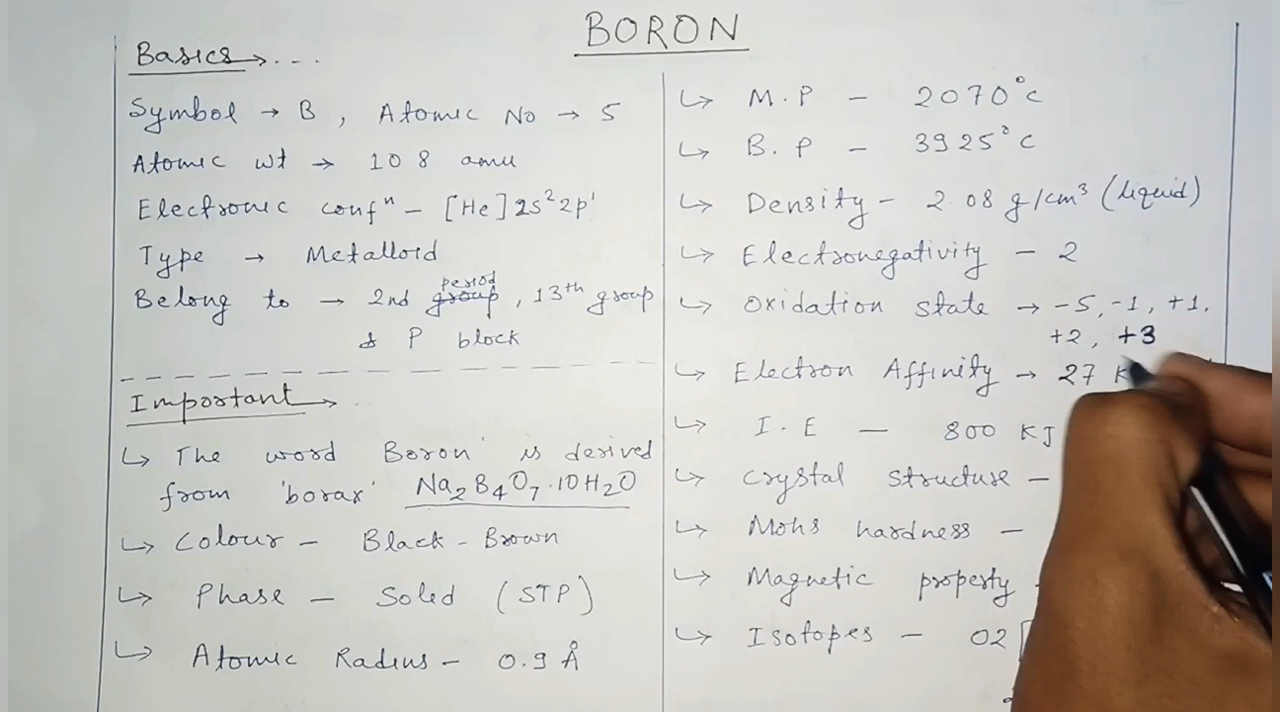 BORON
Basics →...
Symbol → B, Atomic No → 5
Atomic wt → 10 8 amu
Electronic confⁿ - [He] 2s² 2p¹
Type → Metalloid
Belong to → 2nd group period, 13th group
& P block
Important →
↳ The word Boron' is derived
from 'borax' Na₂B₄O₇.10H₂O
↳ Colour - Black - Brown
↳ Phase - Solid (STP)
↳ Atomic Radius - 0.9 Å
↳ M.P - 2070°C
↳ B.P - 3925°C
↳ Density - 2.08 g/cm³ (liquid)
↳ Electronegativity - 2
↳ Oxidation state → -5, -1, +1,
+2, +3
↳ Electron Affinity → 27 K
↳ I.E - 800 KJ
↳ Crystal structure -
↳ Mohs hardness -
↳ Magnetic property -
↳ Isotopes - 02